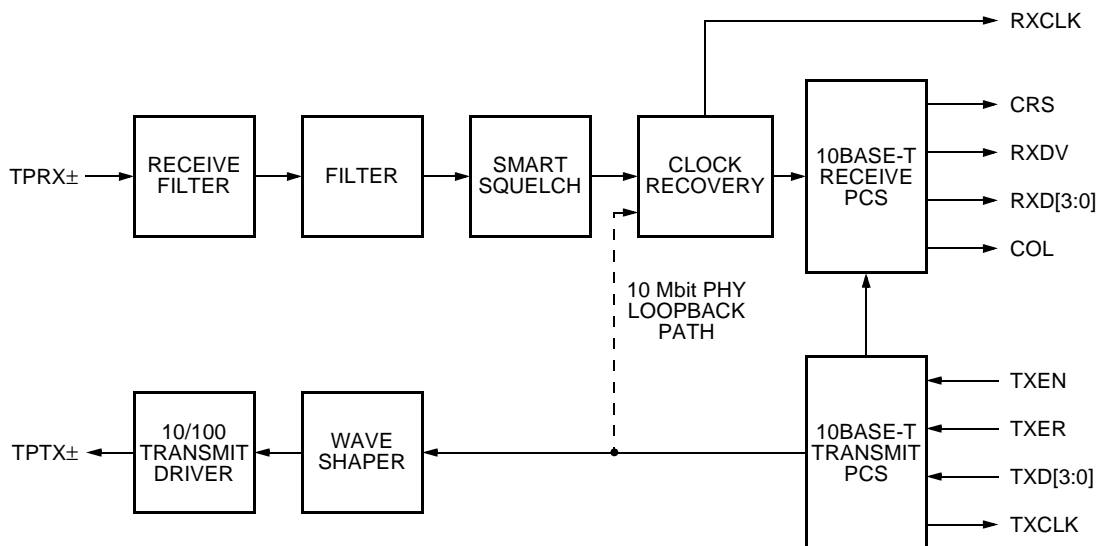 RXCLK
CRS
RXDV
RXD[3:0]
COL
TPRX±
RECEIVE
FILTER
FILTER
SMART
SQUELCH
CLOCK
RECOVERY
10BASE-T
RECEIVE
PCS
10 Mbit PHY
LOOPBACK
PATH
TPTX±
10/100
TRANSMIT
DRIVER
WAVE
SHAPER
10BASE-T
TRANSMIT
PCS
TXEN
TXER
TXD[3:0]
TXCLK